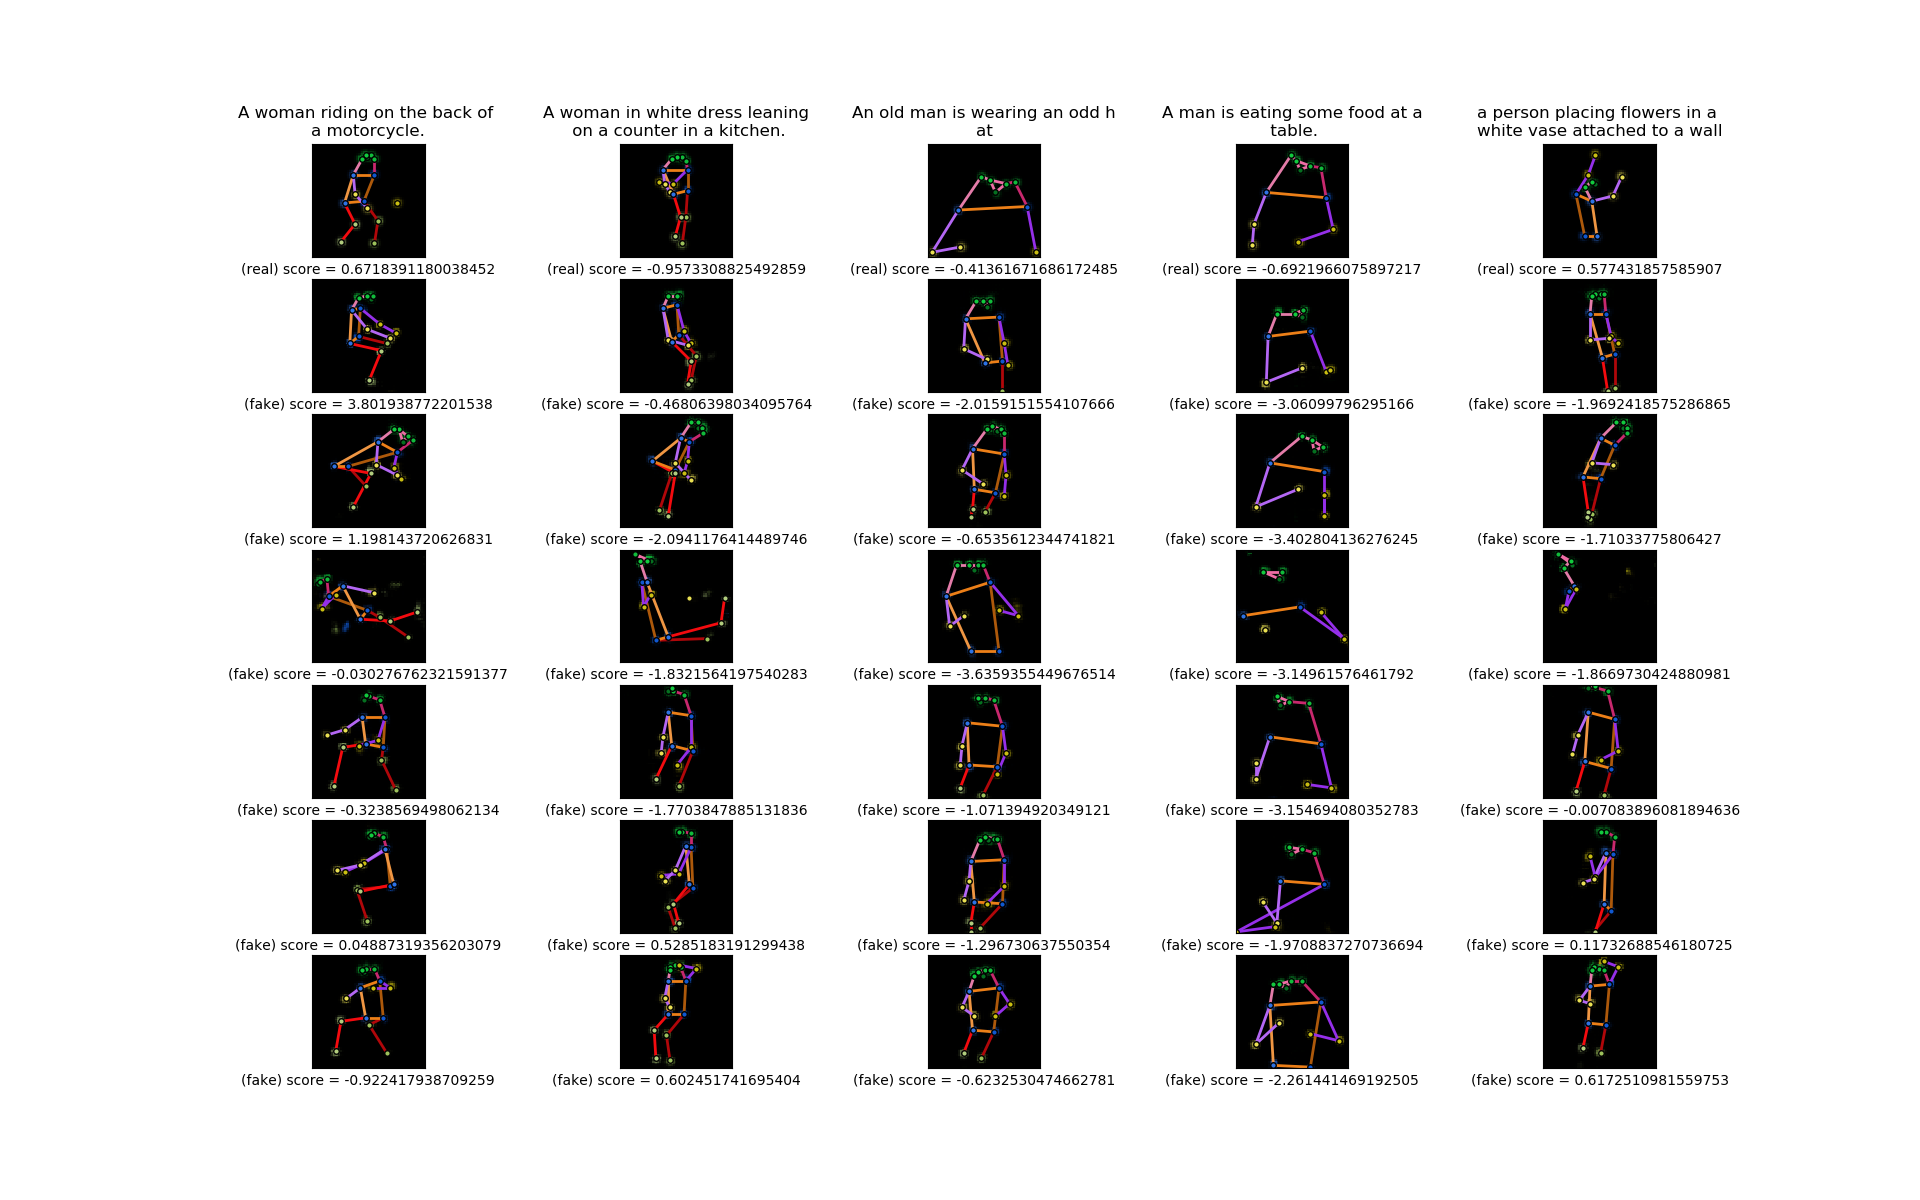 A woman riding on the back of
a motorcycle.
A woman in white dress leaning
on a counter in a kitchen.
An old man is wearing an odd h
at
A man is eating some food at a
table.
a person placing flowers in a
white vase attached to a wall
(real) score = 0.6718391180038452
(real) score = -0.9573308825492859
(real) score = -0.41361671686172485
(real) score = -0.6921966075897217
(real) score = 0.577431857585907
(fake) score = 3.801938772201538
(fake) score = -0.46806398034095764
(fake) score = -2.0159151554107666
(fake) score = -3.06099796295166
(fake) score = -1.9692418575286865
(fake) score = 1.198143720626831
(fake) score = -2.0941176414489746
(fake) score = -0.6535612344741821
(fake) score = -3.402804136276245
(fake) score = -1.71033775806427
(fake) score = -0.030276762321591377
(fake) score = -1.8321564197540283
(fake) score = -3.6359355449676514
(fake) score = -3.14961576461792
(fake) score = -1.8669730424880981
(fake) score = -0.3238569498062134
(fake) score = -1.7703847885131836
(fake) score = -1.071394920349121
(fake) score = -3.154694080352783
(fake) score = -0.007083896081894636
(fake) score = 0.04887319356203079
(fake) score = 0.5285183191299438
(fake) score = -1.296730637550354
(fake) score = -1.9708837270736694
(fake) score = 0.11732688546180725
(fake) score = -0.922417938709259
(fake) score = 0.602451741695404
(fake) score = -0.6232530474662781
(fake) score = -2.261441469192505
(fake) score = 0.6172510981559753